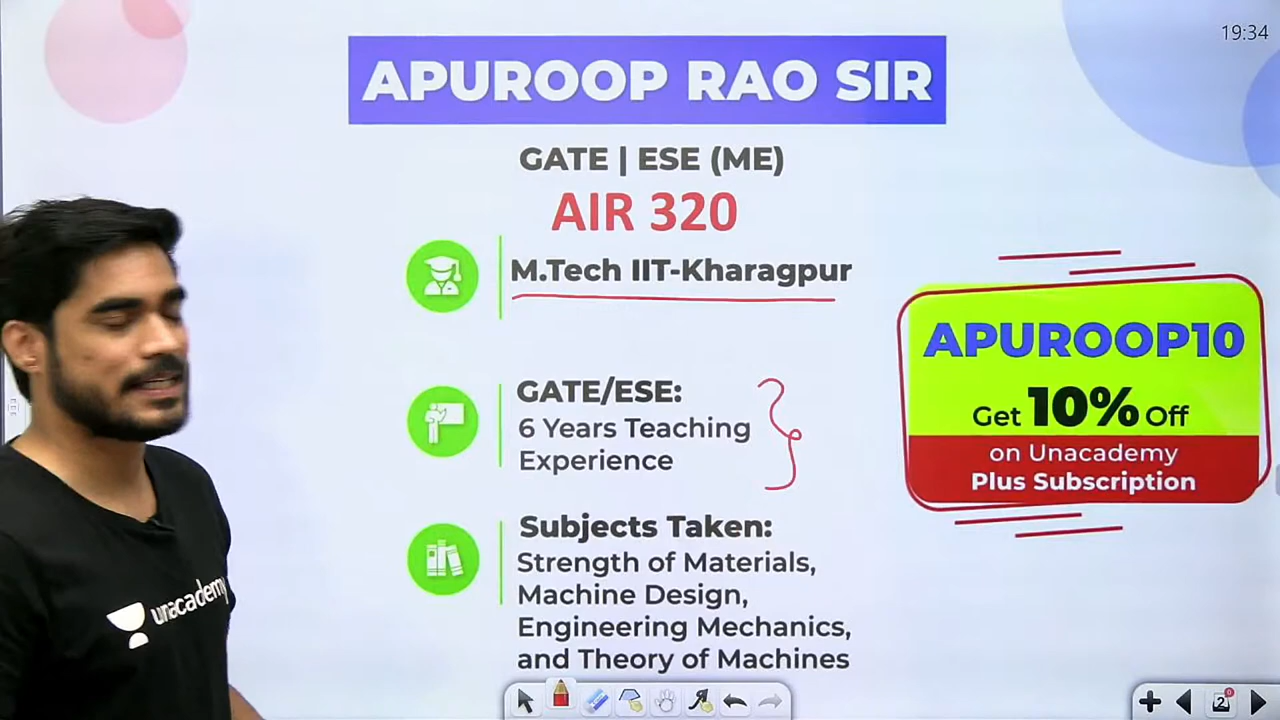 19:34
APUROOP RAO SIR
GATE | ESE (ME)
AIR 320
M.Tech IIT-Kharagpur
GATE/ESE:
6 Years Teaching
Experience
Subjects Taken:
Strength of Materials,
Machine Design,
Engineering Mechanics,
and Theory of Machines
APUROOP10
Get 10% Off
on Unacademy
Plus Subscription
unacademy
2
0